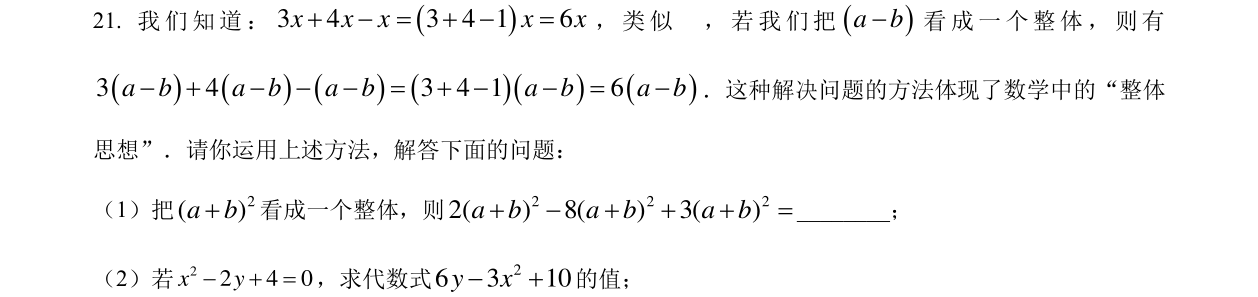 21. 我们知道：3x+4x−x=(3+4−1)x=6x，类似 ，若我们把(a−b)看成一个整体，则有
3(a−b)+4(a−b)−(a−b)=(3+4−1)(a−b)=6(a−b)．这种解决问题的方法体现了数学中的“整体
思想”．请你运用上述方法，解答下面的问题：
（1）把(a+b)²看成一个整体，则2(a+b)²−8(a+b)²+3(a+b)²=________；
（2）若x²−2y+4=0，求代数式6y−3x²+10的值；